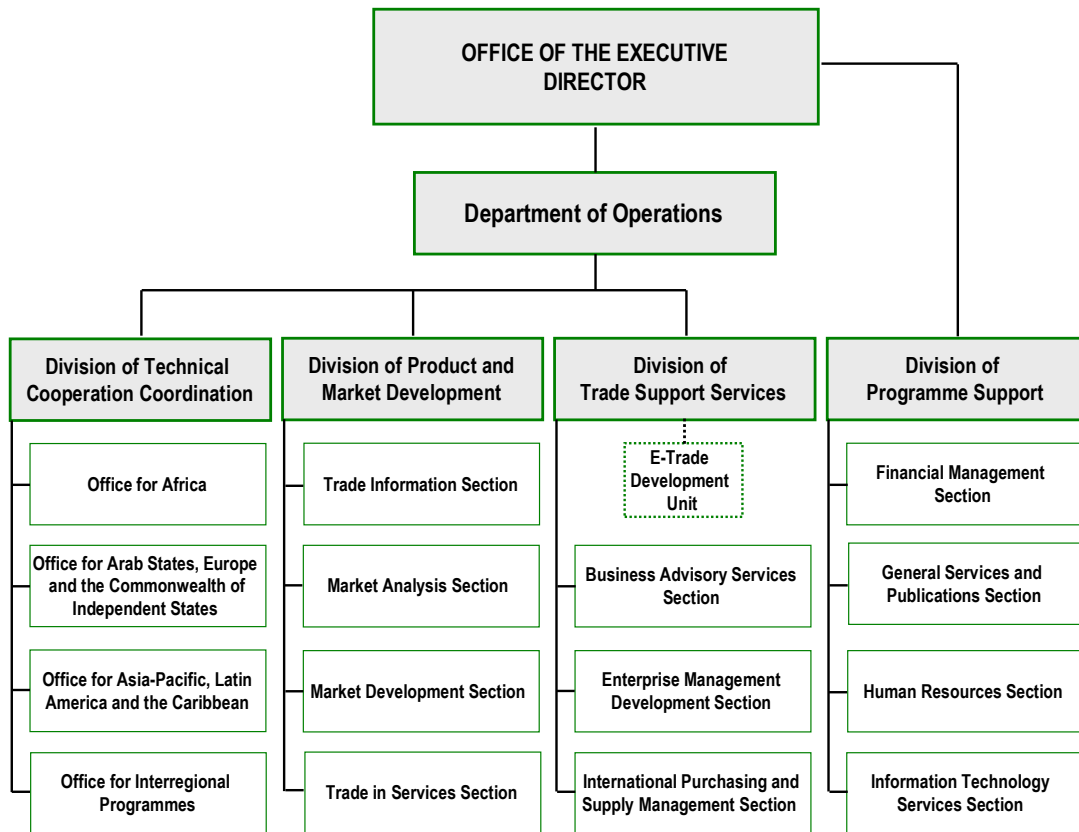 OFFICE OF THE EXECUTIVE
DIRECTOR
Department of Operations
Division of Technical
Cooperation Coordination
Division of Product and
Market Development
Division of
Trade Support Services
Division of
Programme Support
Office for Africa
Trade Information Section
E-Trade
Development
Unit
Financial Management
Section
Office for Arab States, Europe
and the Commonwealth of
Independent States
Market Analysis Section
Business Advisory Services
Section
General Services and
Publications Section
Office for Asia-Pacific, Latin
America and the Caribbean
Market Development Section
Enterprise Management
Development Section
Human Resources Section
Office for Interregional
Programmes
Trade in Services Section
International Purchasing and
Supply Management Section
Information Technology
Services Section